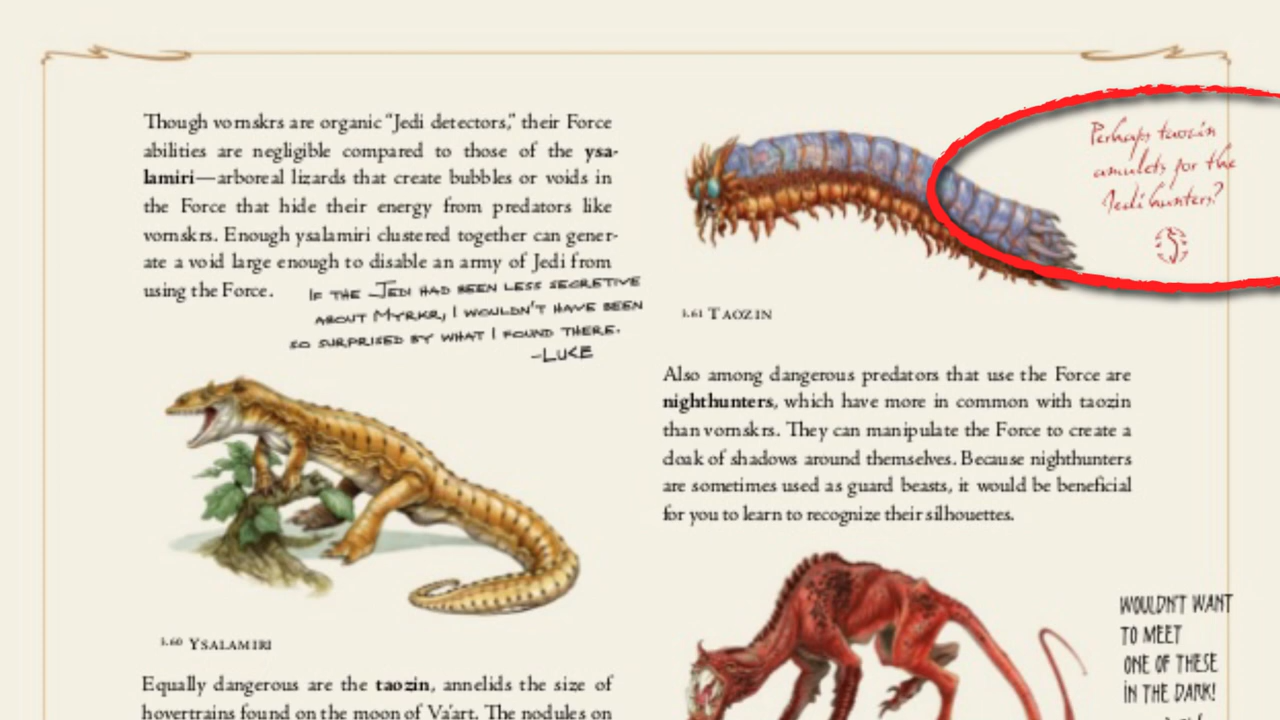 Though vornskrs are organic “Jedi detectors,” their Force
abilities are negligible compared to those of the ysa-
lamiri—arboreal lizards that create bubbles or voids in
the Force that hide their energy from predators like
vornskrs. Enough ysalamiri clustered together can gener-
ate a void large enough to disable an army of Jedi from
using the Force.
IF THE JEDI HAD BEEN LESS SECRETIVE
ABOUT MYRKR, I WOULDN'T HAVE BEEN
SO SURPRISED BY WHAT I FOUND THERE.
-LUKE
3.60 YSALAMIRI
Equally dangerous are the taozin, annelids the size of
hovertrains found on the moon of Va'art. The nodules on
Perhaps taozin
amulets for the
Jedi hunters?
3.61 TAOZIN
Also among dangerous predators that use the Force are
nighthunters, which have more in common with taozin
than vornskrs. They can manipulate the Force to create a
cloak of shadows around themselves. Because nighthunters
are sometimes used as guard beasts, it would be beneficial
for you to learn to recognize their silhouettes.
WOULDN'T WANT
TO MEET
ONE OF THESE
IN THE DARK!